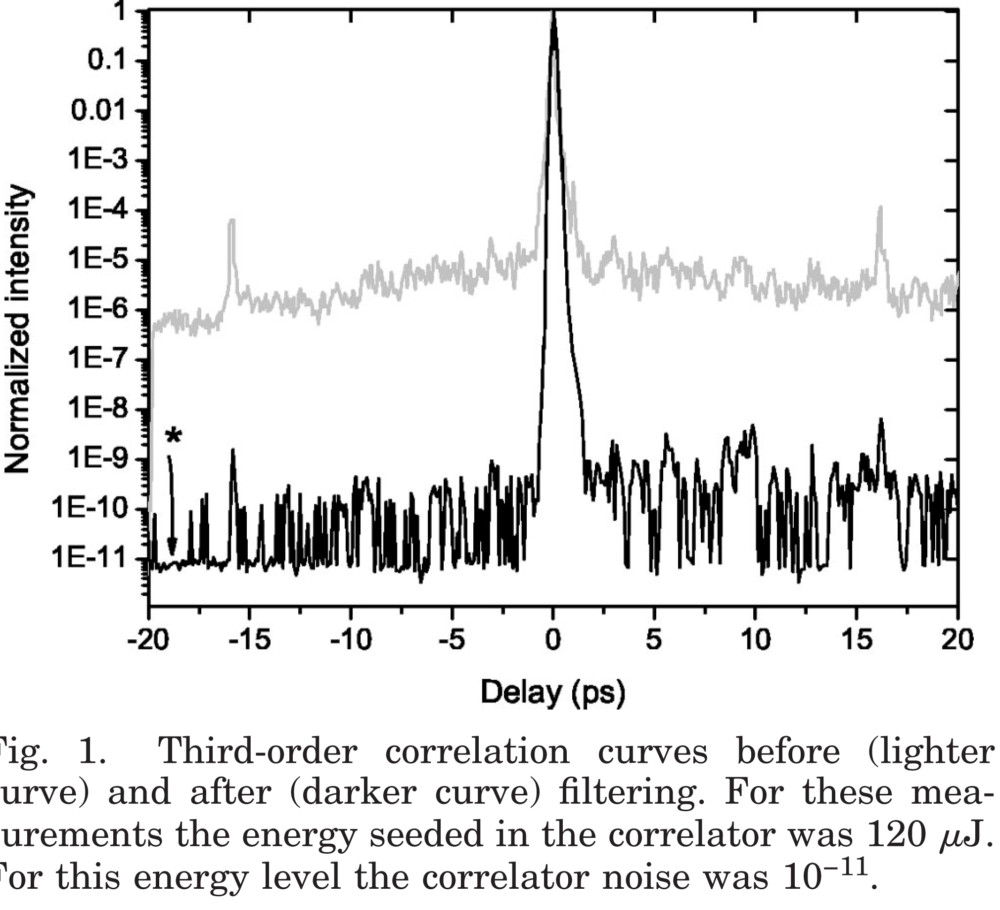 1
0.1
0.01
1E-3
1E-4
1E-5
1E-6
1E-7
1E-8
1E-9
1E-10
1E-11
Normalized intensity
*
-20 -15 -10 -5 0 5 10 15 20
Delay (ps)
Fig. 1. Third-order correlation curves before (lighter
urve) and after (darker curve) filtering. For these mea-
urements the energy seeded in the correlator was 120 μJ.
For this energy level the correlator noise was 10⁻¹¹.